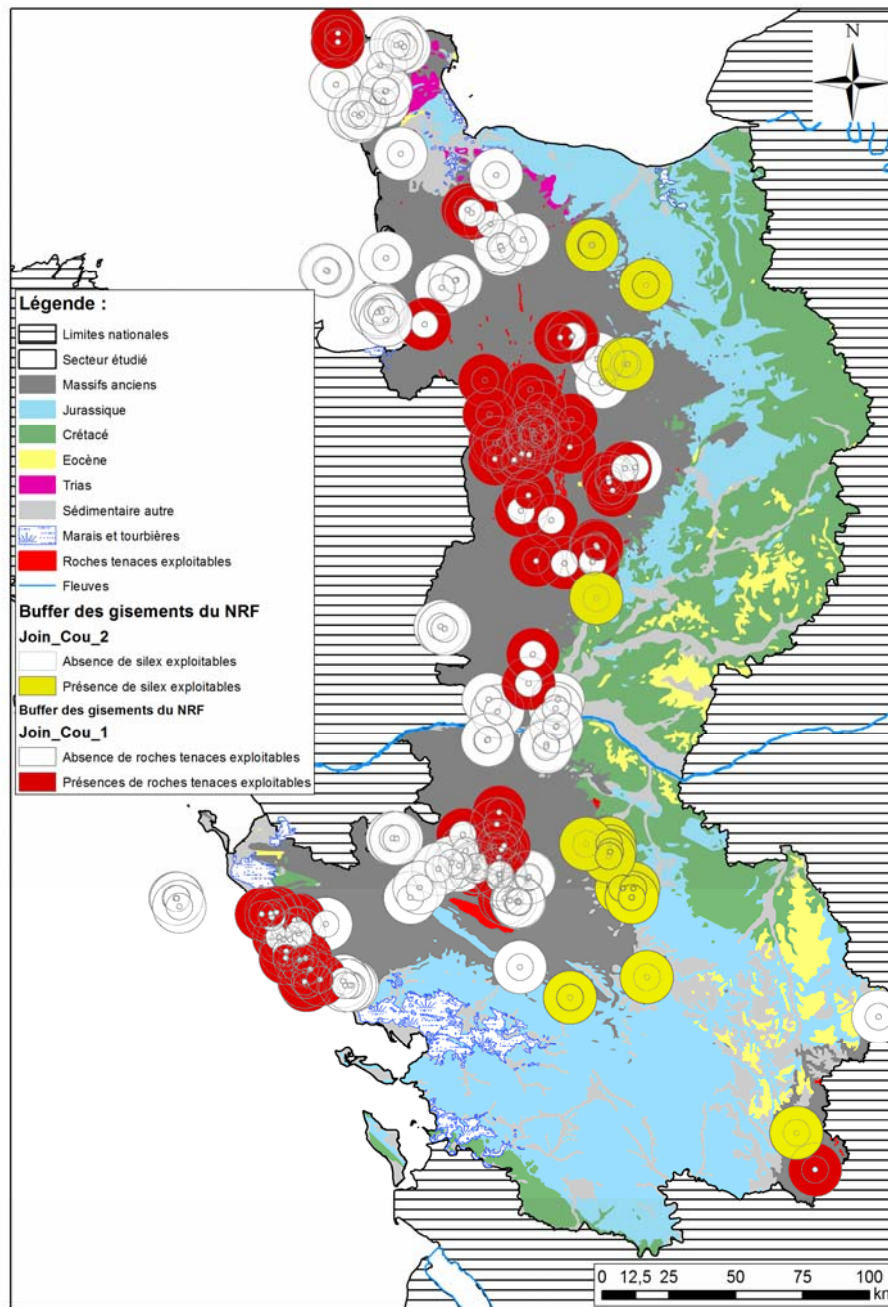 N
Légende :
Limites nationales
Secteur étudié
Massifs anciens
Jurassique
Crétacé
Eocène
Trias
Sédimentaire autre
Marais et tourbières
Roches tenaces exploitables
Fleuves
Buffer des gisements du NRF
Join_Cou_2
Absence de silex exploitables
Présence de silex exploitables
Buffer des gisements du NRF
Join_Cou_1
Absence de roches tenaces exploitables
Présences de roches tenaces exploitables
0 12,5 25 50 75 100
km